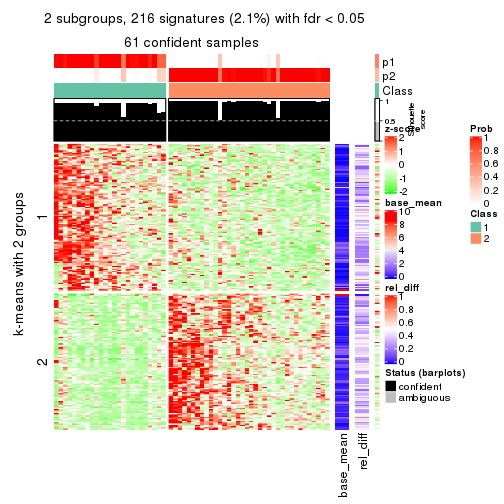 2 subgroups, 216 signatures (2.1%) with fdr < 0.05
61 confident samples
p1
p2
Class
1
0.5
0
Silhouette
score
k-means with 2 groups
1
2
base_mean
rel_diff
z-score
2
1
0
-1
-2
base_mean
10
8
6
4
2
0
rel_diff
1
0.8
0.6
0.4
0.2
0
Status (barplots)
confident
ambiguous
Prob
1
0.8
0.6
0.4
0.2
0
Class
1
2